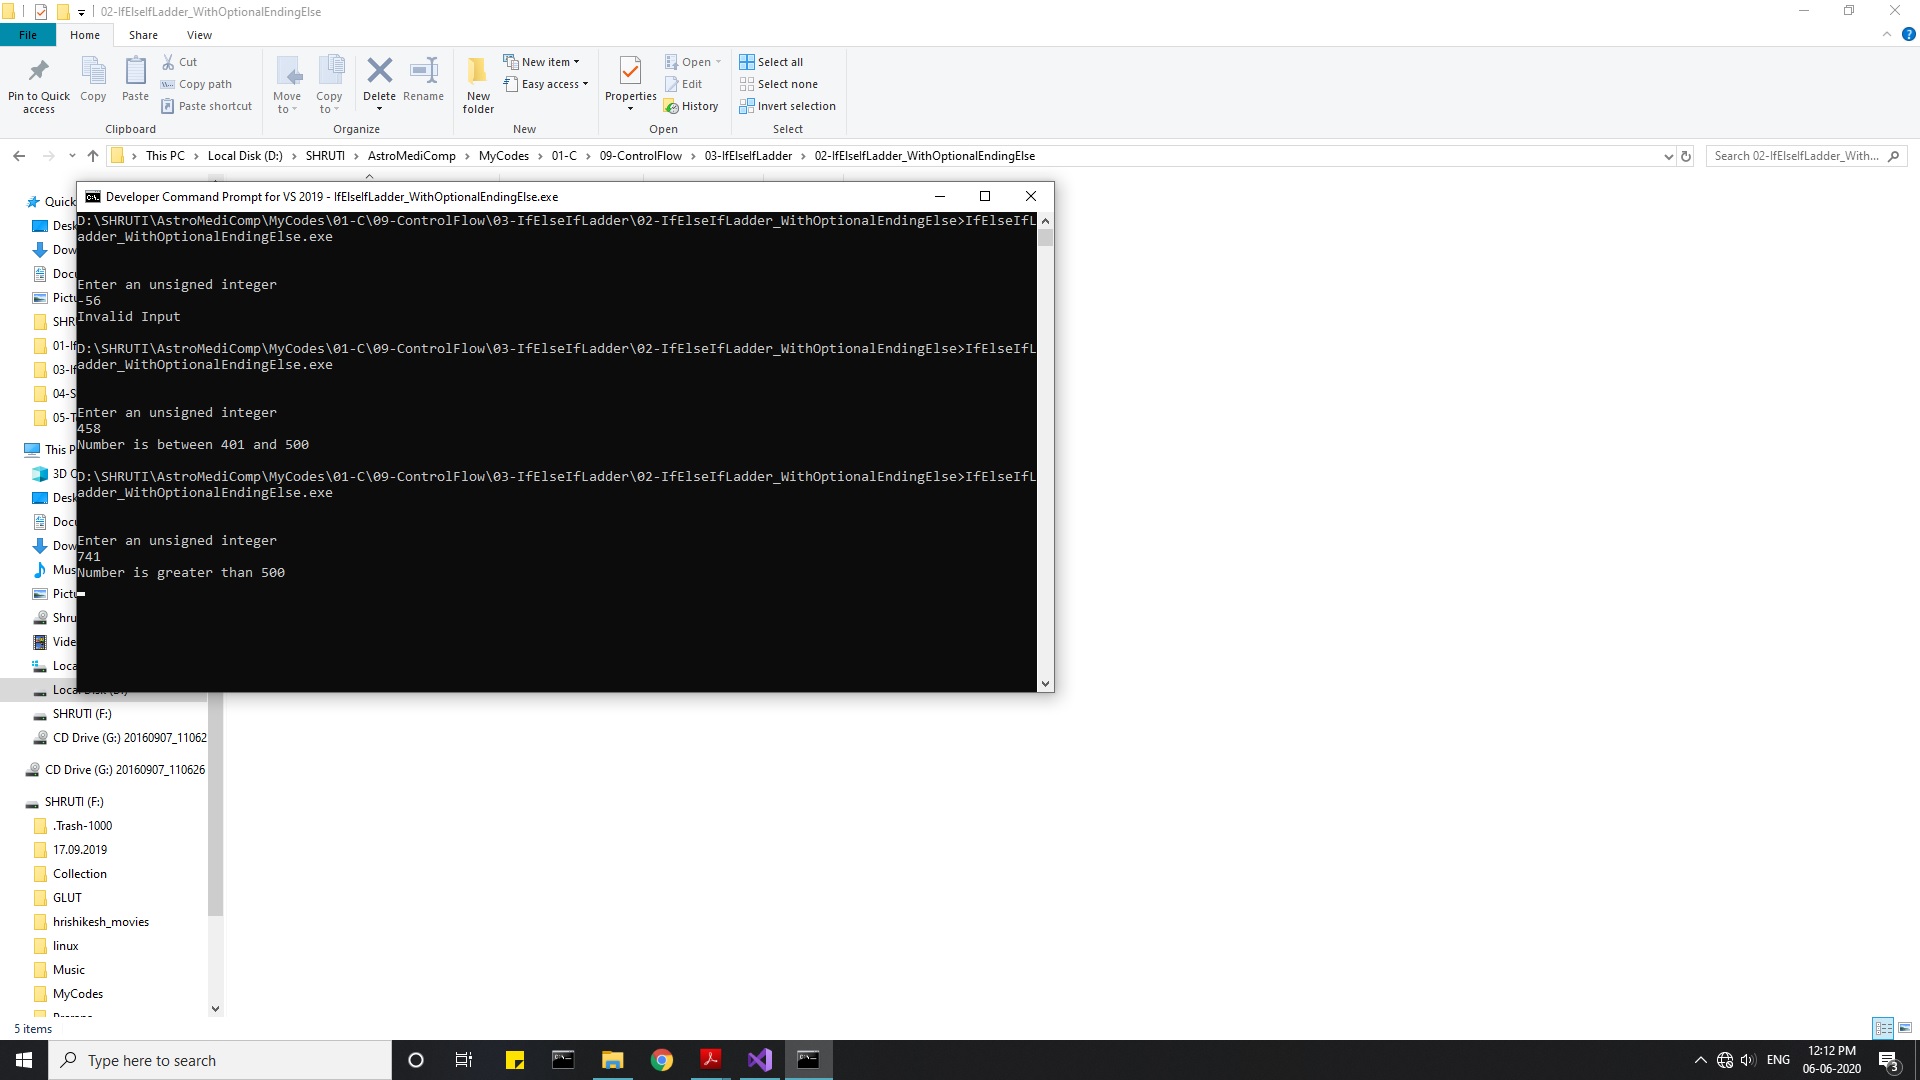 02-IfElseIfLadder_WithOptionalEndingElse
File Home Share View
Pin to Quick access
Copy
Paste
Cut
Copy path
Paste shortcut
Clipboard
Move to
Copy to
Delete
Rename
Organize
New folder
New item
Easy access
New
Properties
Open
Edit
History
Open
Select all
Select none
Invert selection
Select
This PC > Local Disk (D:) > SHRUTI > AstroMediComp > MyCodes > 01-C > 09-ControlFlow > 03-IfElseIfLadder > 02-IfElseIfLadder_WithOptionalEndingElse
Search 02-IfElseIfLadder_With...
Developer Command Prompt for VS 2019 - IfElseIfLadder_WithOptionalEndingElse.exe
D:\SHRUTI\AstroMediComp\MyCodes\01-C\09-ControlFlow\03-IfElseIfLadder\02-IfElseIfLadder_WithOptionalEndingElse>IfElseIfL
adder_WithOptionalEndingElse.exe
Enter an unsigned integer
-56
Invalid Input
D:\SHRUTI\AstroMediComp\MyCodes\01-C\09-ControlFlow\03-IfElseIfLadder\02-IfElseIfLadder_WithOptionalEndingElse>IfElseIfL
adder_WithOptionalEndingElse.exe
Enter an unsigned integer
458
Number is between 401 and 500
D:\SHRUTI\AstroMediComp\MyCodes\01-C\09-ControlFlow\03-IfElseIfLadder\02-IfElseIfLadder_WithOptionalEndingElse>IfElseIfL
adder_WithOptionalEndingElse.exe
Enter an unsigned integer
741
Number is greater than 500
Quick
Desk
Dow
Docu
Pictu
SHR
01-If
03-If
04-S
05-T
This P
3D O
Desk
Docu
Dow
Mus
Pictu
Shru
Vide
Loca
SHRUTI (F:)
CD Drive (G:) 20160907_11062
CD Drive (G:) 20160907_110626
SHRUTI (F:)
.Trash-1000
17.09.2019
Collection
GLUT
hrishikesh_movies
linux
Music
MyCodes
5 items
Type here to search
ENG
12:12 PM
06-06-2020
3